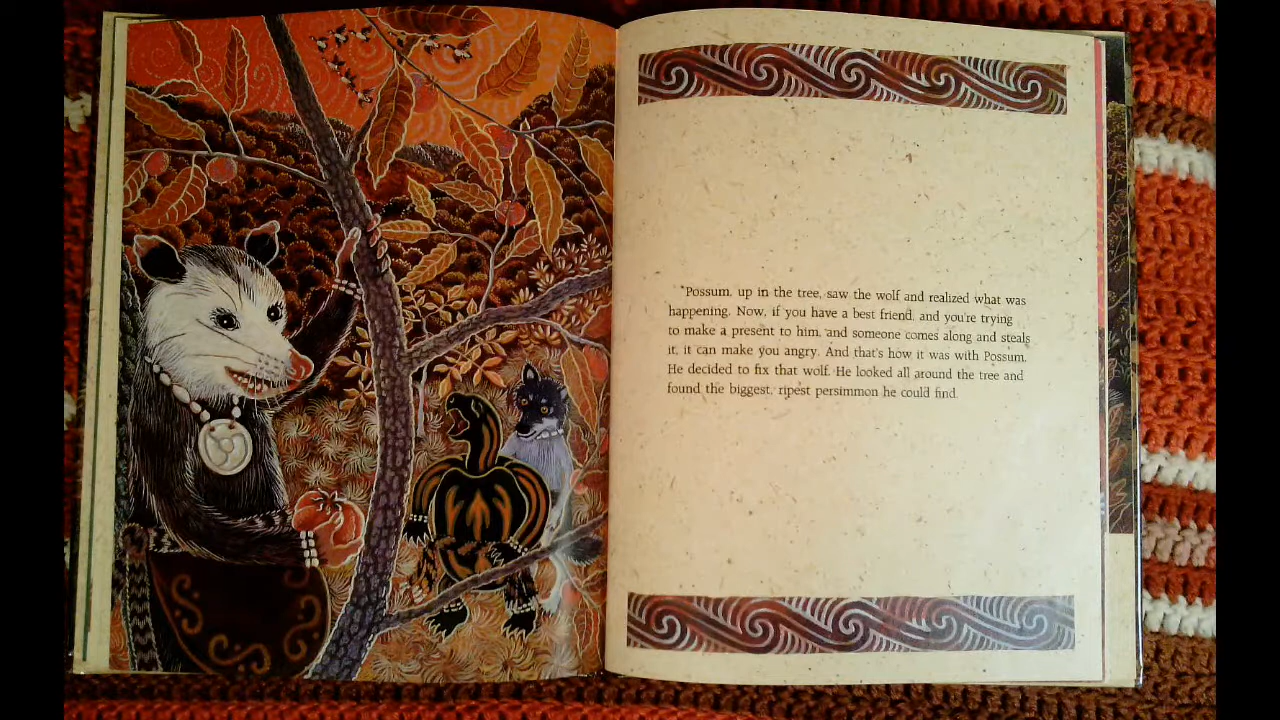 "Possum, up in the tree, saw the wolf and realized what was
happening. Now, if you have a best friend, and you're trying
to make a present to him, and someone comes along and steals
it, it can make you angry. And that's how it was with Possum.
He decided to fix that wolf. He looked all around the tree and
found the biggest, ripest persimmon he could find.